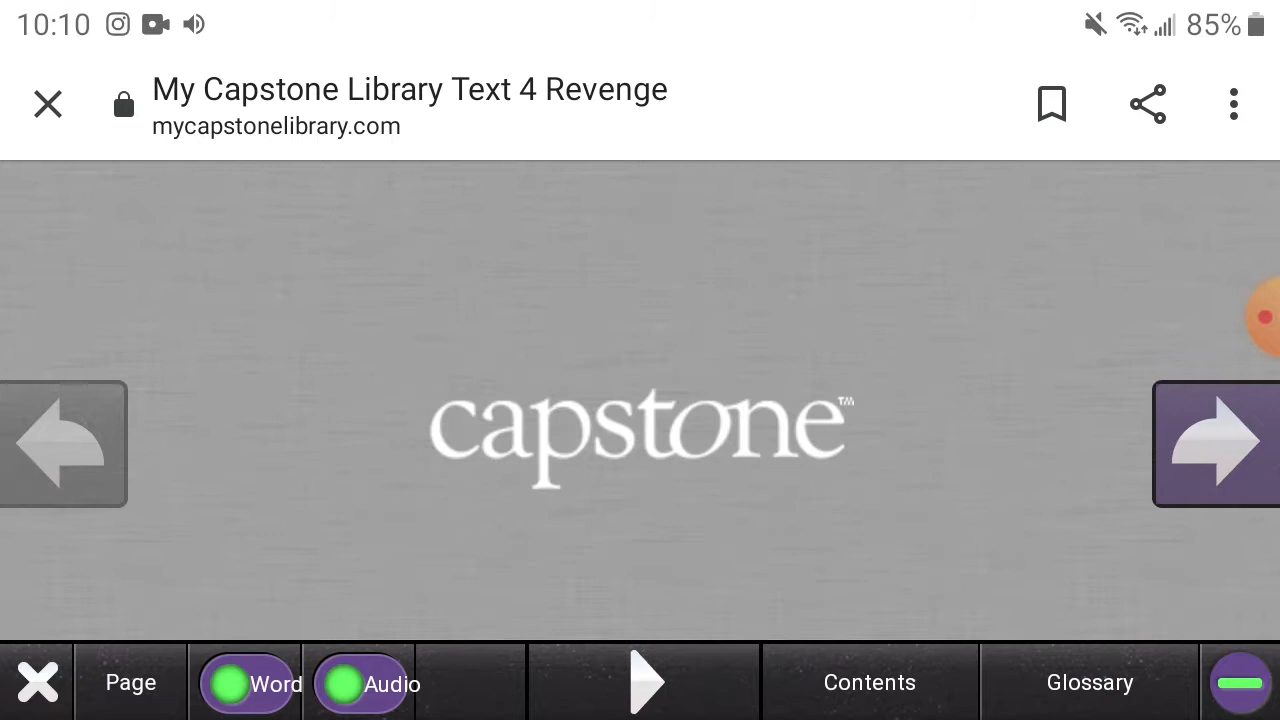 10:10 85%
My Capstone Library Text 4 Revenge
mycapstonelibrary.com
capstone™
Page Word Audio Contents Glossary